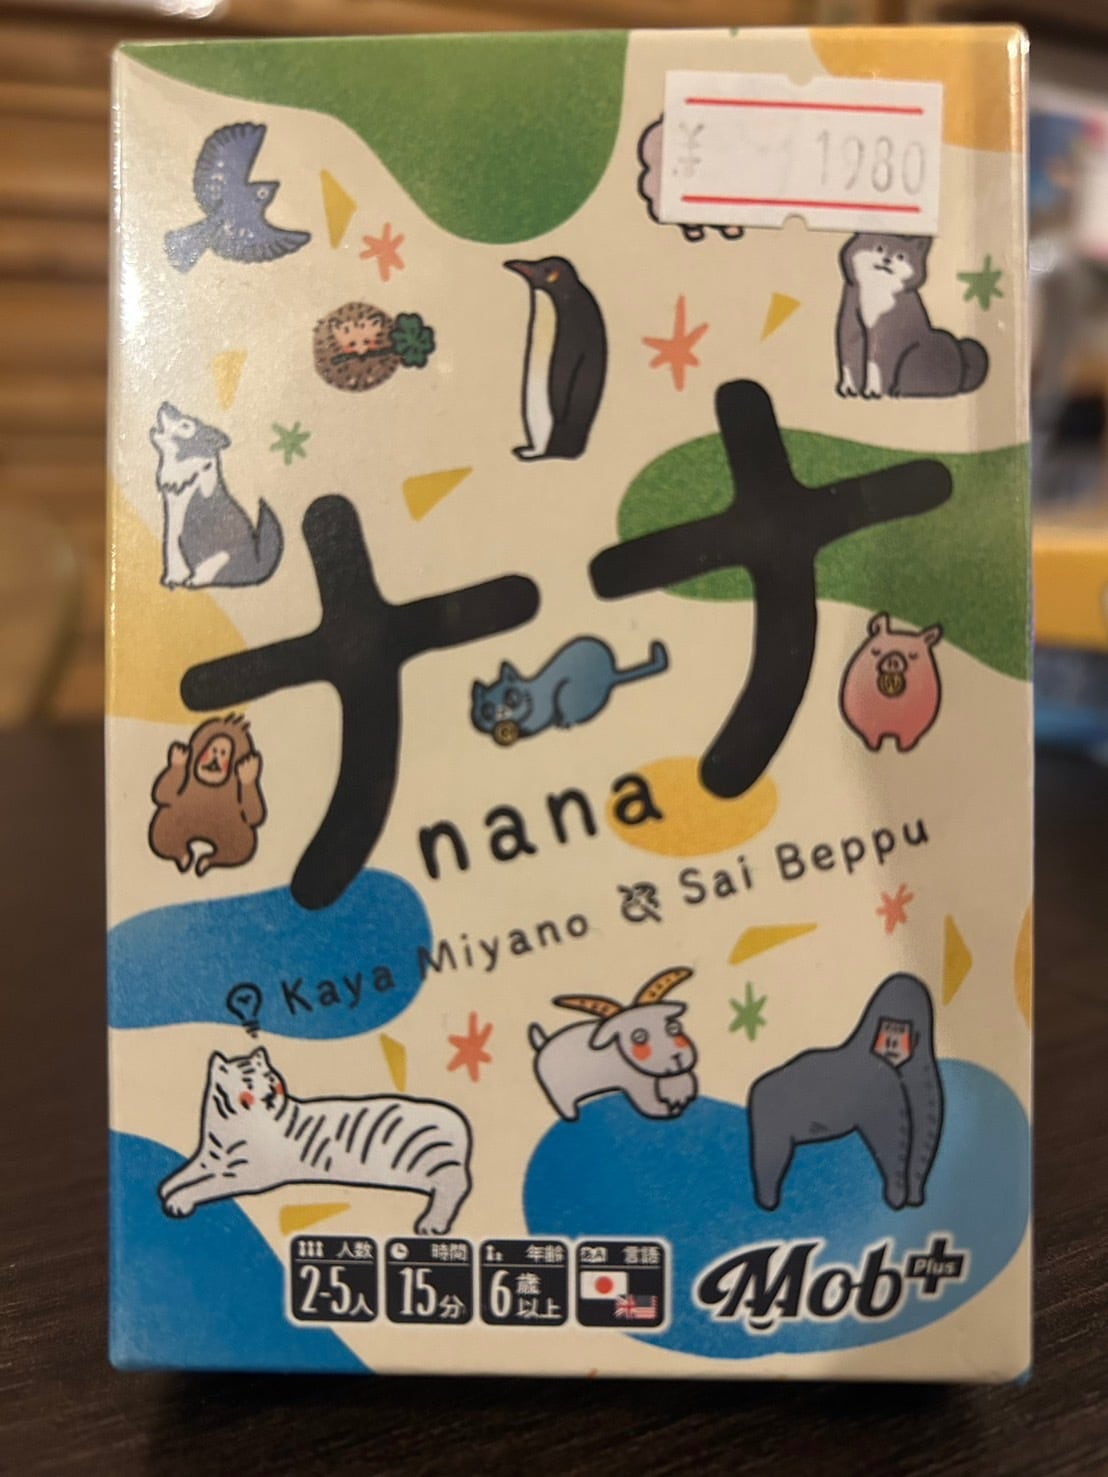 ¥ 1980
ナナ
nana
Kaya Miyano & Sai Beppu
人数
2-5人
時間
15分
年齢
6歳以上
言語
Mob Plus